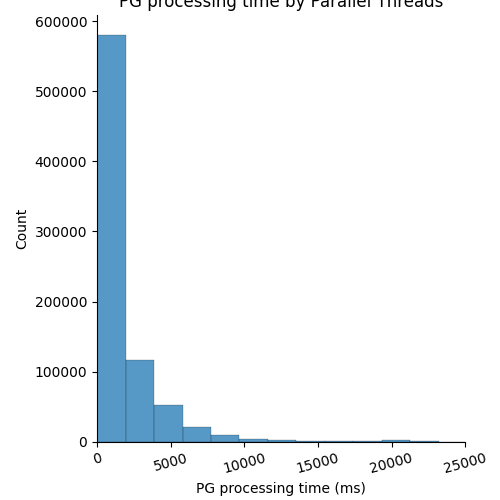 PG processing time by Parallel Threads
600000
500000
400000
300000
200000
100000
0
Count
0 5000 10000 15000 20000 25000
PG processing time (ms)